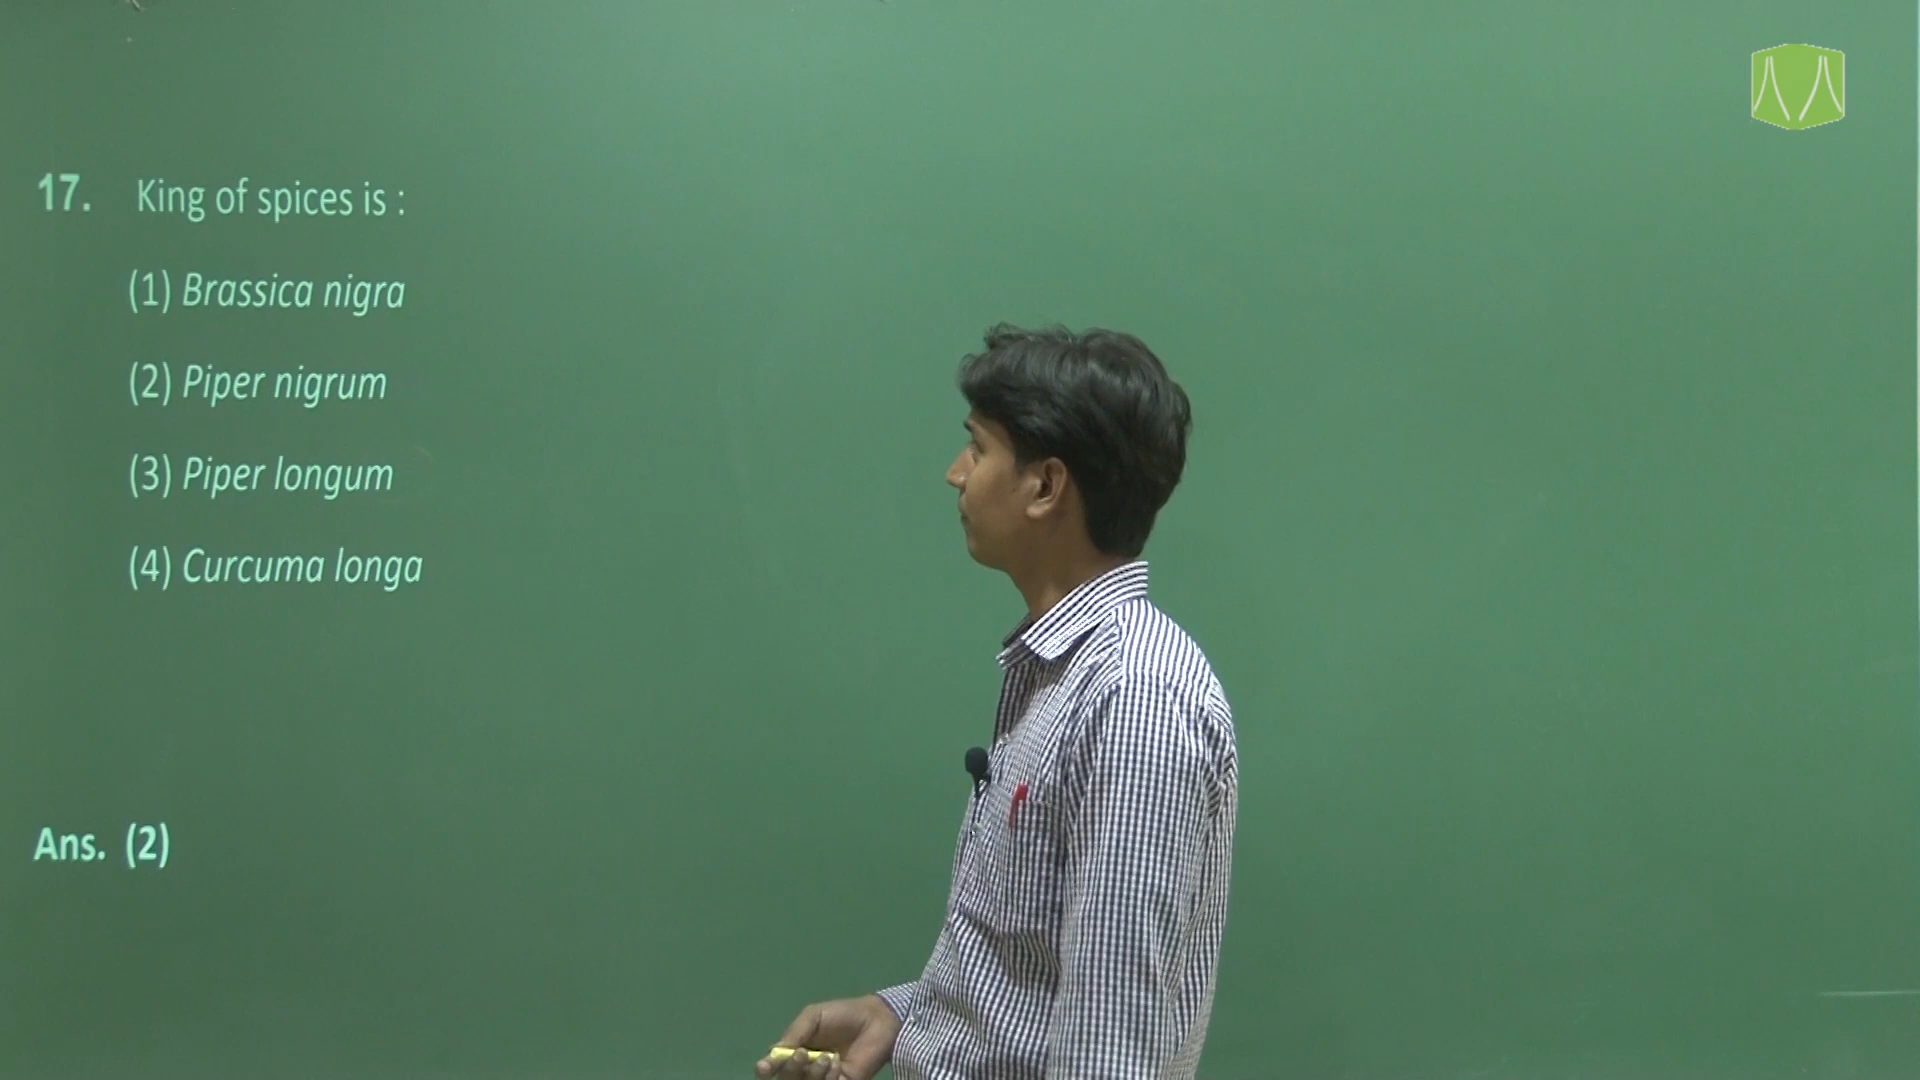 17. King of spices is :
(1) Brassica nigra
(2) Piper nigrum
(3) Piper longum
(4) Curcuma longa
Ans. (2)